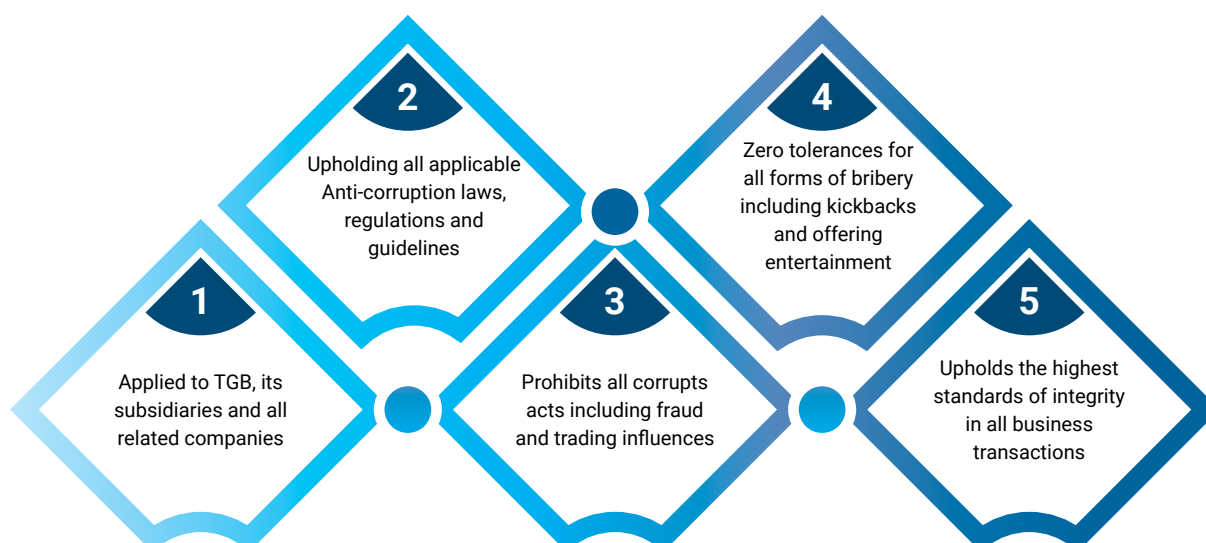 1
Applied to TGB, its
subsidiaries and all
related companies
2
Upholding all applicable
Anti-corruption laws,
regulations and
guidelines
3
Prohibits all corrupts
acts including fraud
and trading influences
4
Zero tolerances for
all forms of bribery
including kickbacks
and offering
entertainment
5
Upholds the highest
standards of integrity
in all business
transactions